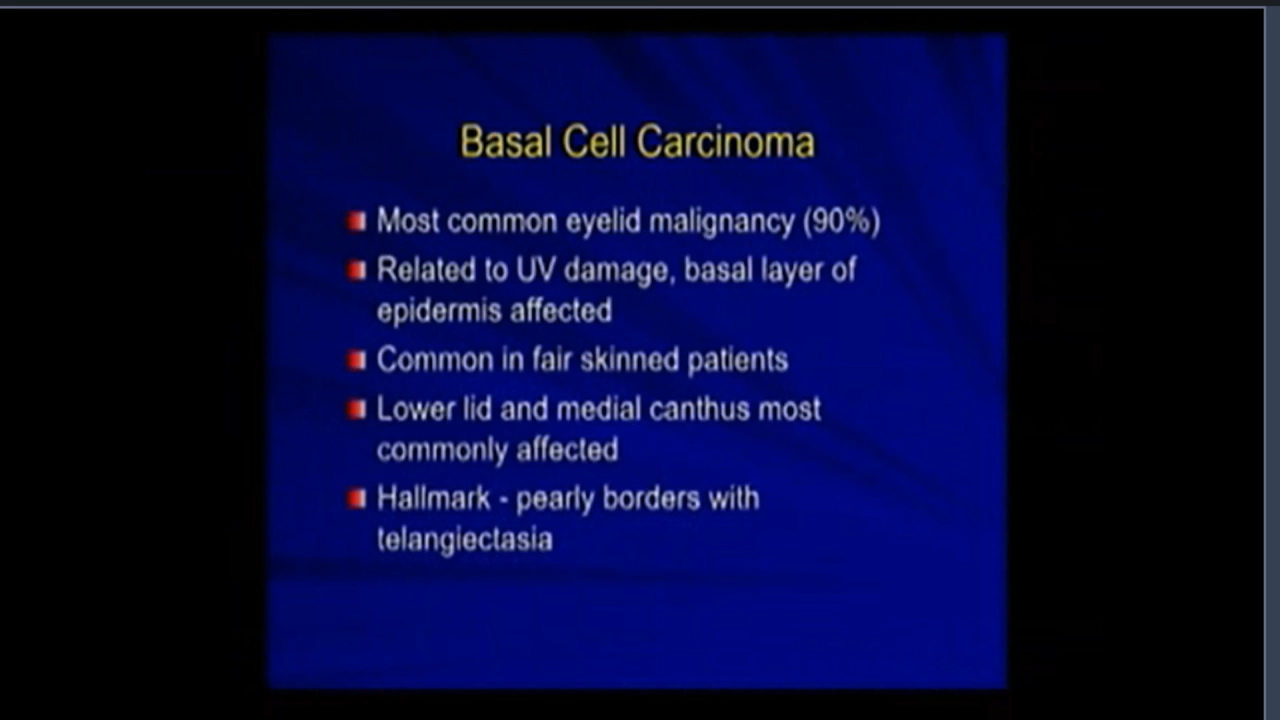 Basal Cell Carcinoma
Most common eyelid malignancy (90%)
Related to UV damage, basal layer of
epidermis affected
Common in fair skinned patients
Lower lid and medial canthus most
commonly affected
Hallmark - pearly borders with
telangiectasia